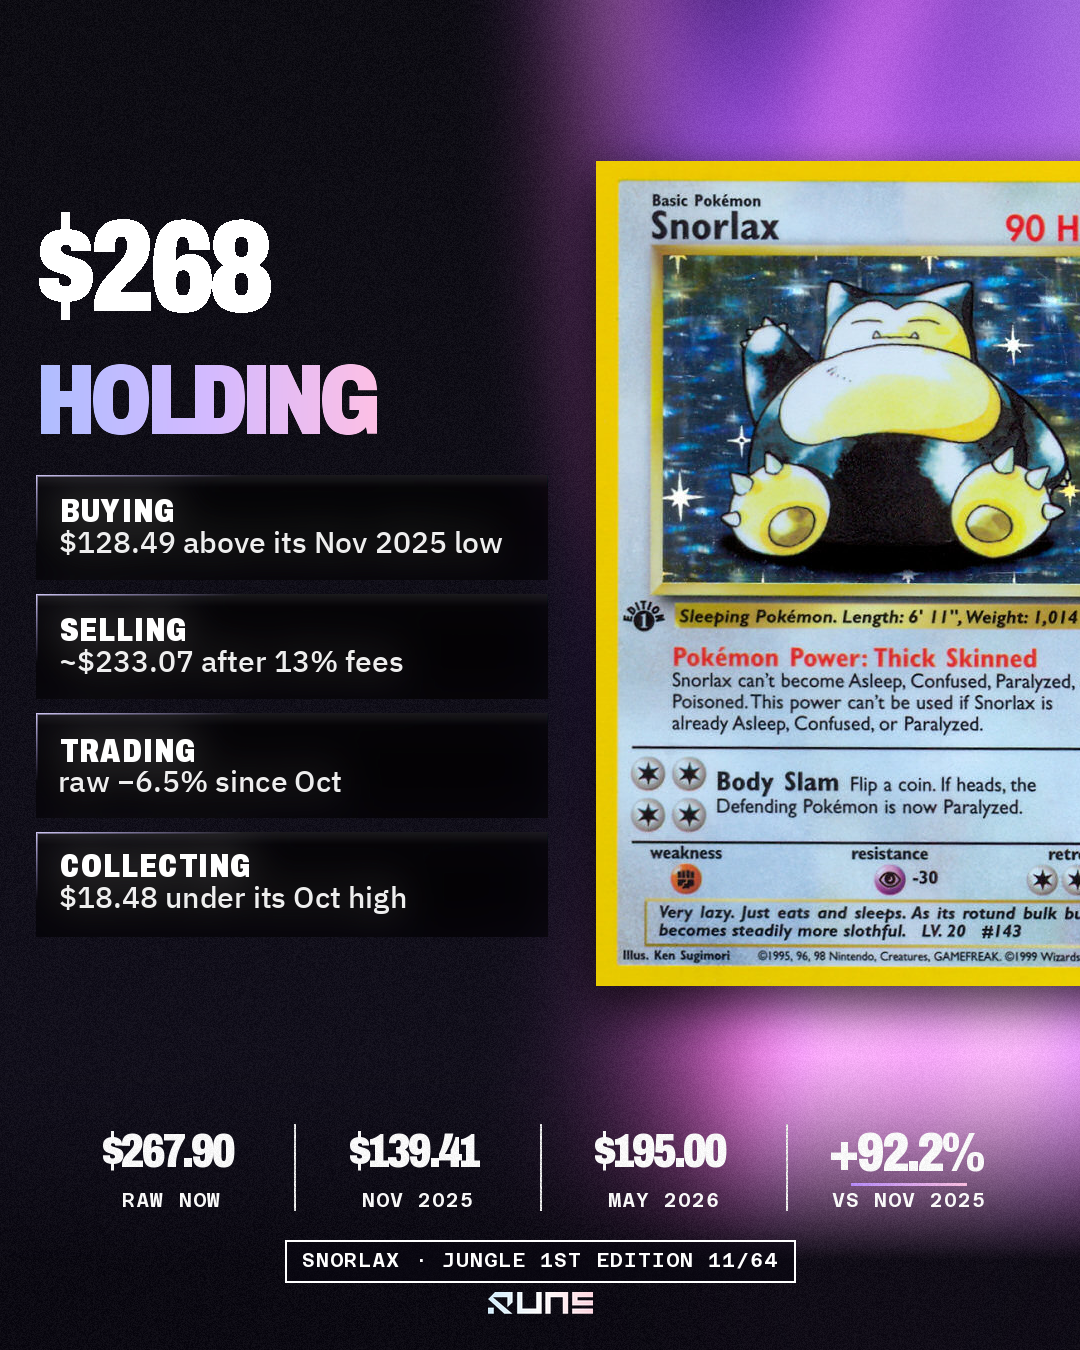 $268
HOLDING
BUYING
$128.49 above its Nov 2025 low
SELLING
~$233.07 after 13% fees
TRADING
raw −6.5% since Oct
COLLECTING
$18.48 under its Oct high
Basic Pokémon
Snorlax
90 H
EDITION
1
Sleeping Pokémon. Length: 6' 11", Weight: 1,014
Pokémon Power: Thick Skinned
Snorlax can't become Asleep, Confused, Paralyzed,
Poisoned. This power can't be used if Snorlax is
already Asleep, Confused, or Paralyzed.
Body Slam Flip a coin. If heads, the
Defending Pokémon is now Paralyzed.
weakness
resistance
retr
-30
Very lazy. Just eats and sleeps. As its rotund bulk bu
becomes steadily more slothful. LV. 20 #143
Illus. Ken Sugimori ©1995, 96, 98 Nintendo, Creatures, GAMEFREAK. ©1999 Wizards
$267.90
RAW NOW
$139.41
NOV 2025
$195.00
MAY 2026
+92.2%
VS NOV 2025
SNORLAX · JUNGLE 1ST EDITION 11/64
RUNE